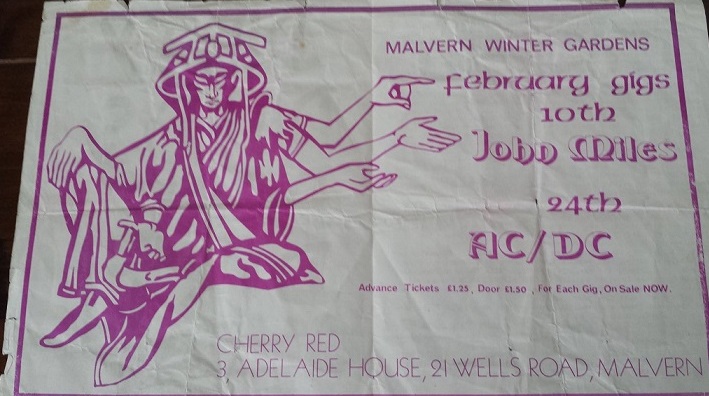 MALVERN WINTER GARDENS
february gigs
10th
John Miles
24th
AC/DC
Advance Tickets £1.25, Door £1.50, For Each Gig, On Sale NOW.
CHERRY RED
3, ADELAIDE HOUSE, 21 WELLS ROAD, MALVERN